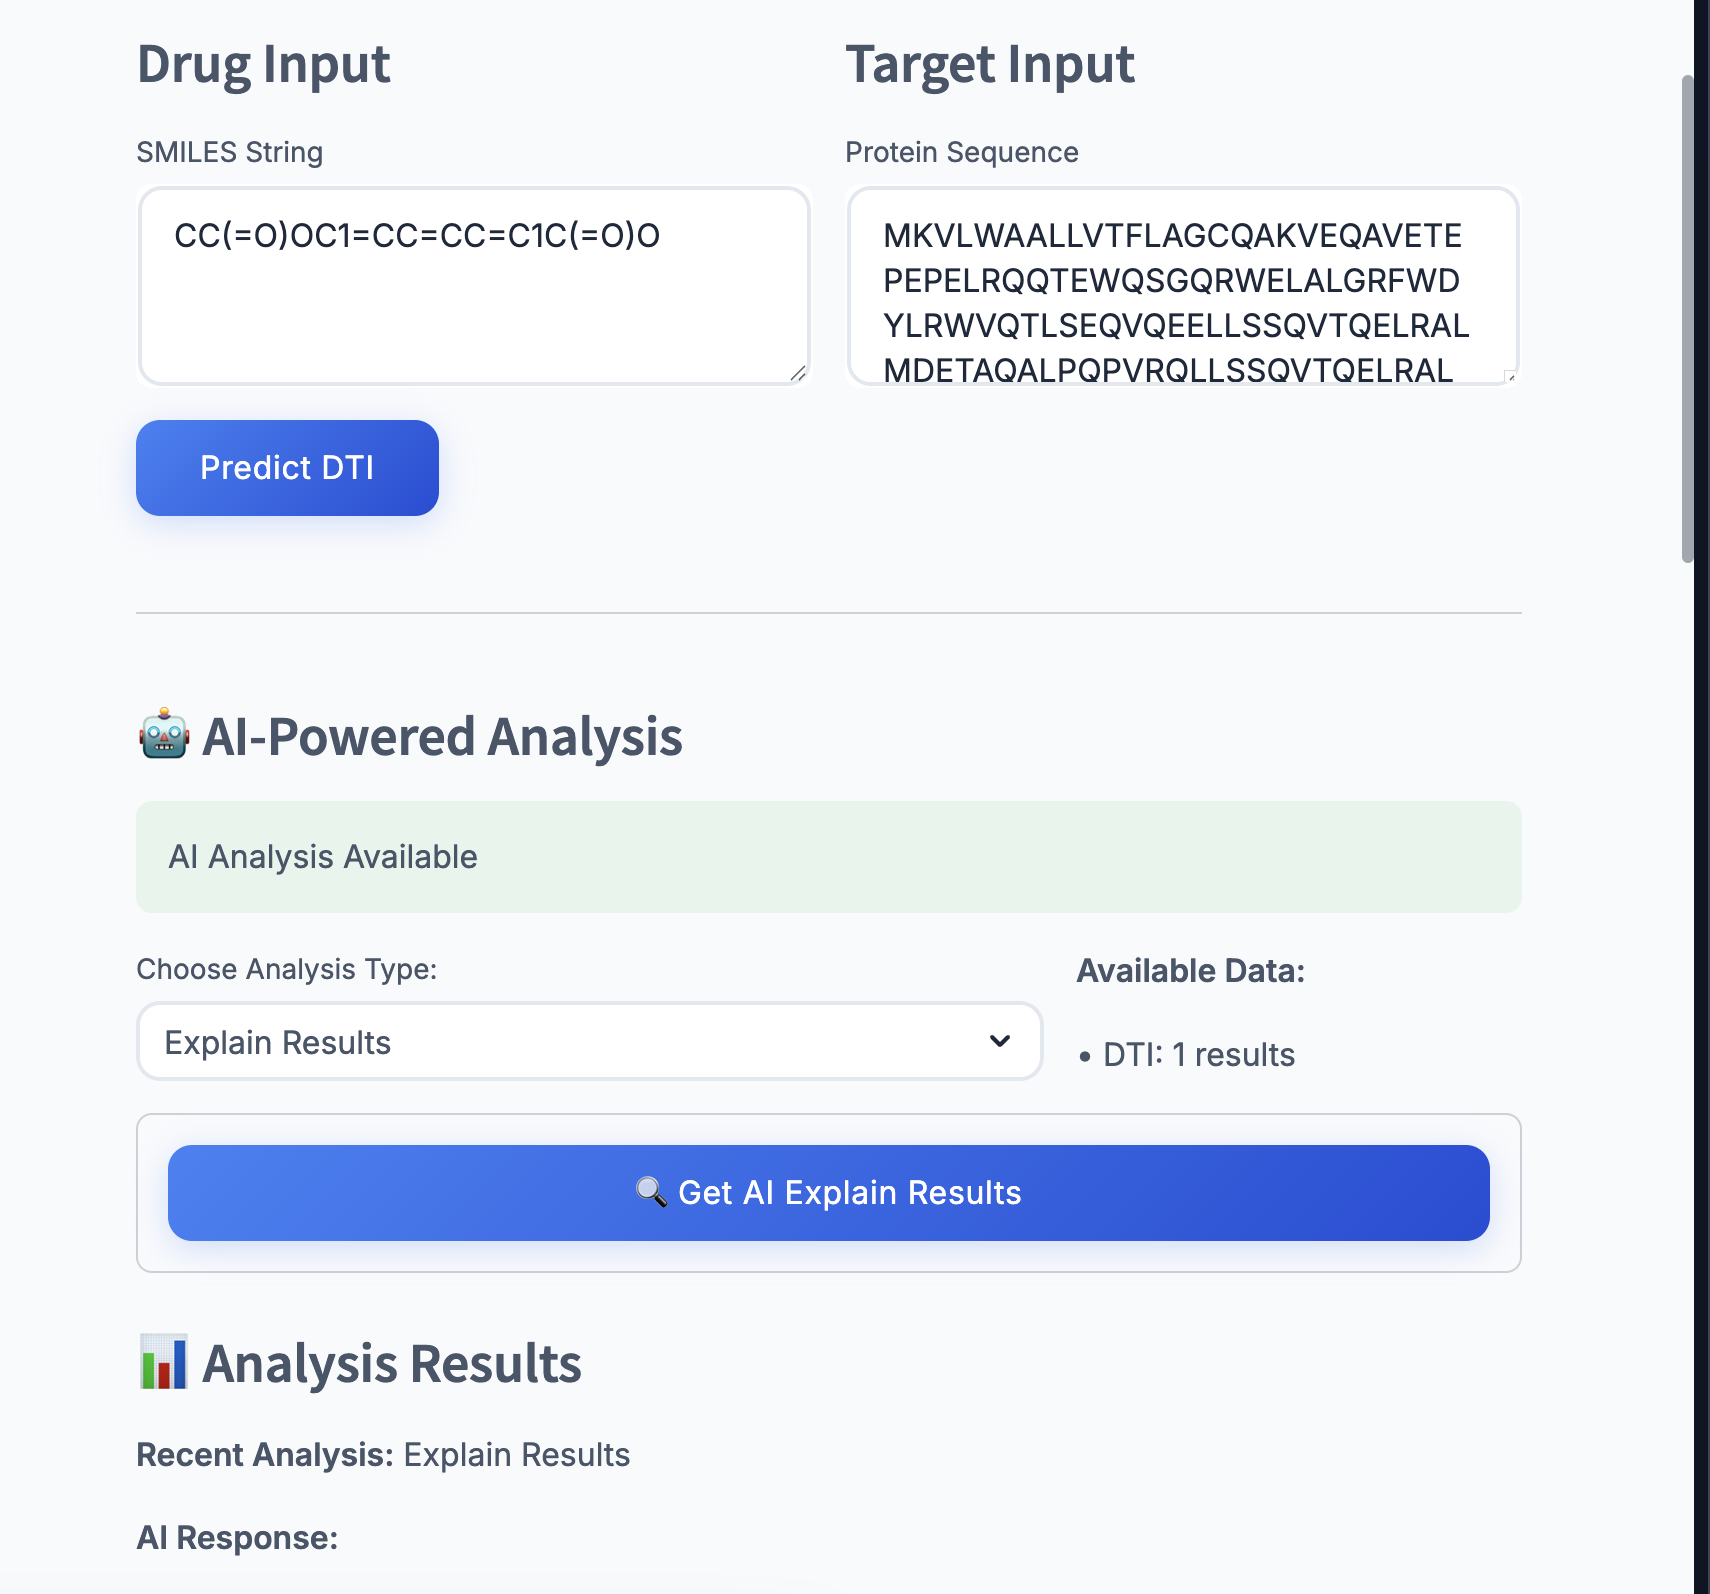 Drug Input
Target Input
SMILES String
Protein Sequence
CC(=O)OC1=CC=CC=C1C(=O)O
MKVLWAALLVTFLAGCQAKVEQAVETE
PEPELRQQTEWQSGQRWELALGRFWD
YLRWVQTLSEQVQEELLSSQVTQELRAL
MDETAQALPQPVRQLLSSQVTQELRAL
Predict DTI
AI-Powered Analysis
AI Analysis Available
Choose Analysis Type:
Available Data:
Explain Results
• DTI: 1 results
Get AI Explain Results
Analysis Results
Recent Analysis: Explain Results
AI Response: